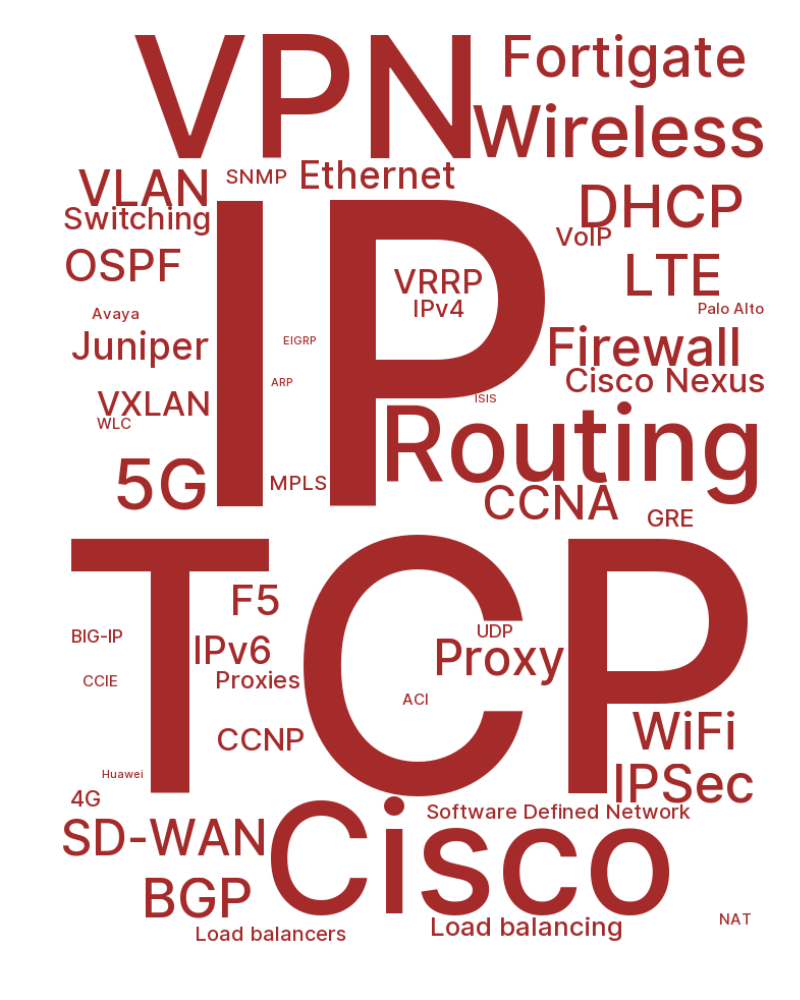 VPN
Fortigate
Wireless
SNMP
Ethernet
VLAN
Switching
DHCP
VoIP
OSPF
VRRP
IPv4
LTE
IP
Avaya
Palo Alto
Juniper
EIGRP
Firewall
ARP
Cisco Nexus
ISIS
VXLAN
WLC
Routing
5G
MPLS
CCNA
GRE
TCP
F5
BIG-IP
IPv6
UDP
Proxy
CCIE
Proxies
ACI
CCNP
WiFi
Huawei
IPSec
4G
Software Defined Network
SD-WAN
Cisco
BGP
Load balancers
Load balancing
NAT